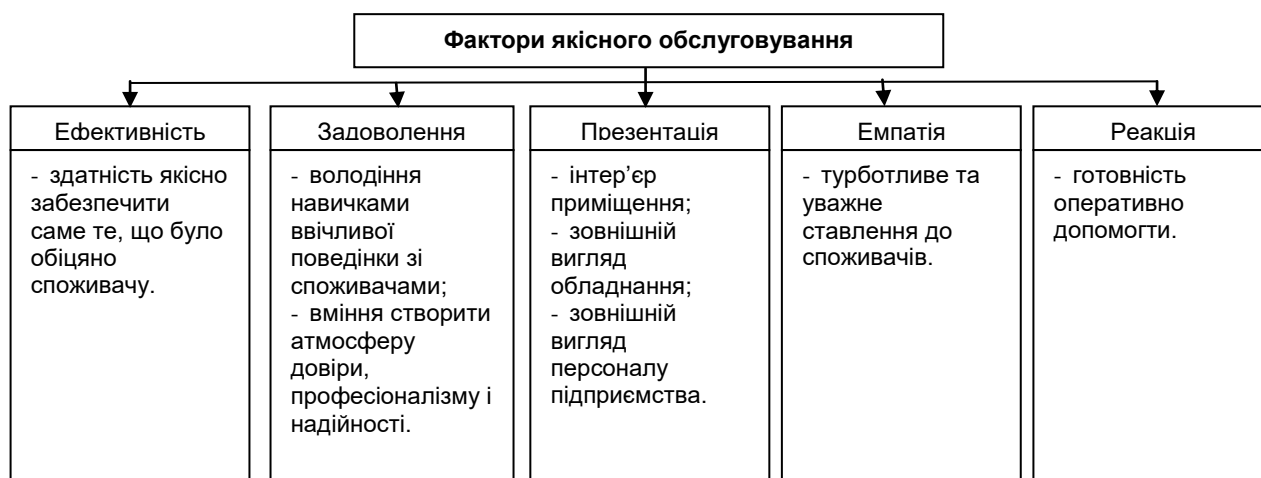 Фактори якісного обслуговування
Ефективність
- здатність якісно
забезпечити
саме те, що було
обіцяно
споживачу.
Задоволення
- володіння
навичками
ввічливої
поведінки зі
споживачами;
- вміння створити
атмосферу
довіри,
професіоналізму і
надійності.
Презентація
- інтер’єр
приміщення;
- зовнішній
вигляд
обладнання;
- зовнішній
вигляд
персоналу
підприємства.
Емпатія
- турботливе та
уважне
ставлення до
споживачів.
Реакція
- готовність
оперативно
допомогти.